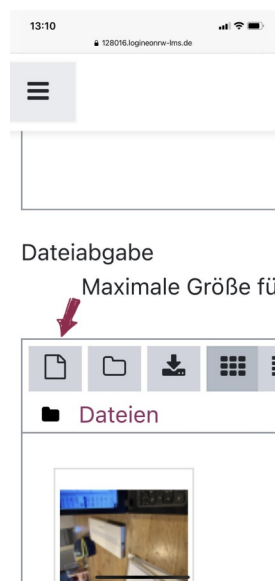 13:10
128016.logineonrw-lms.de
Dateiabgabe
Maximale Größe fü
Dateien